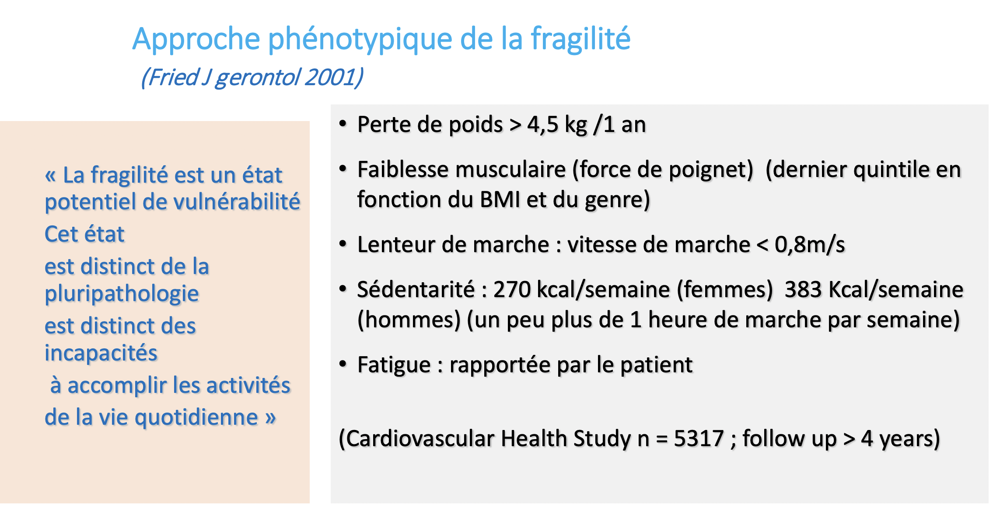 Approche phénotypique de la fragilité
(Fried J gerontol 2001)
« La fragilité est un état
potentiel de vulnérabilité
Cet état
est distinct de la
pluripathologie
est distinct des
incapacités
à accomplir les activités
de la vie quotidienne »
• Perte de poids > 4,5 kg /1 an
• Faiblesse musculaire (force de poignet)  (dernier quintile en
fonction du BMI et du genre)
• Lenteur de marche : vitesse de marche < 0,8m/s
• Sédentarité : 270 kcal/semaine (femmes)  383 Kcal/semaine
(hommes) (un peu plus de 1 heure de marche par semaine)
• Fatigue : rapportée par le patient
(Cardiovascular Health Study n = 5317 ; follow up > 4 years)